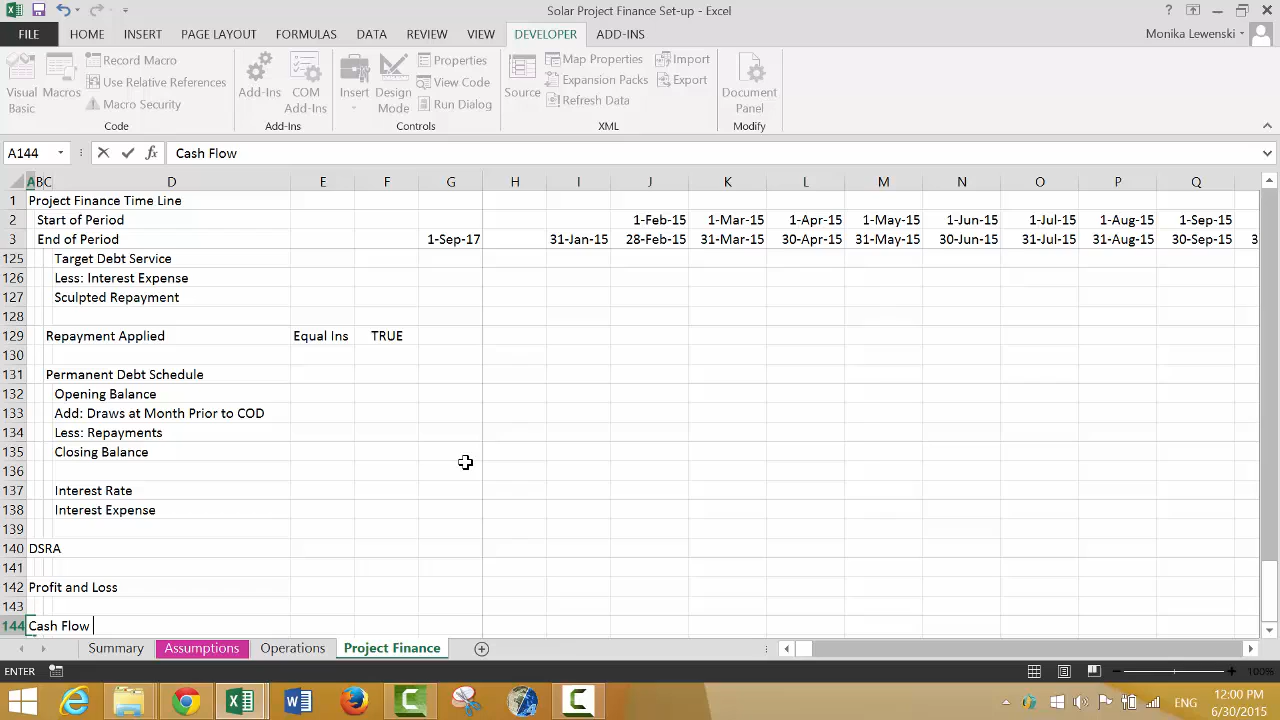 Solar Project Finance Set-up - Excel
FILE HOME INSERT PAGE LAYOUT FORMULAS DATA REVIEW VIEW DEVELOPER ADD-INS Monika Lewenski
Visual Basic
Macros
Record Macro
Use Relative References
Macro Security
Code
Add-Ins
COM Add-Ins
Add-Ins
Insert
Design Mode
Properties
View Code
Run Dialog
Controls
Source
Map Properties
Expansion Packs
Refresh Data
Import
Export
XML
Document Panel
Modify
A144 fx Cash Flow
A B C D E F G H I J K L M N O P Q
1 Project Finance Time Line
2 Start of Period 1-Feb-15 1-Mar-15 1-Apr-15 1-May-15 1-Jun-15 1-Jul-15 1-Aug-15 1-Sep-15
3 End of Period 1-Sep-17 31-Jan-15 28-Feb-15 31-Mar-15 30-Apr-15 31-May-15 30-Jun-15 31-Jul-15 31-Aug-15 30-Sep-15 3
125 Target Debt Service
126 Less: Interest Expense
127 Sculpted Repayment
128
129 Repayment Applied Equal Ins TRUE
130
131 Permanent Debt Schedule
132 Opening Balance
133 Add: Draws at Month Prior to COD
134 Less: Repayments
135 Closing Balance
136
137 Interest Rate
138 Interest Expense
139
140 DSRA
141
142 Profit and Loss
143
144 Cash Flow
Summary Assumptions Operations Project Finance
ENTER 100%
ENG 12:00 PM
6/30/2015